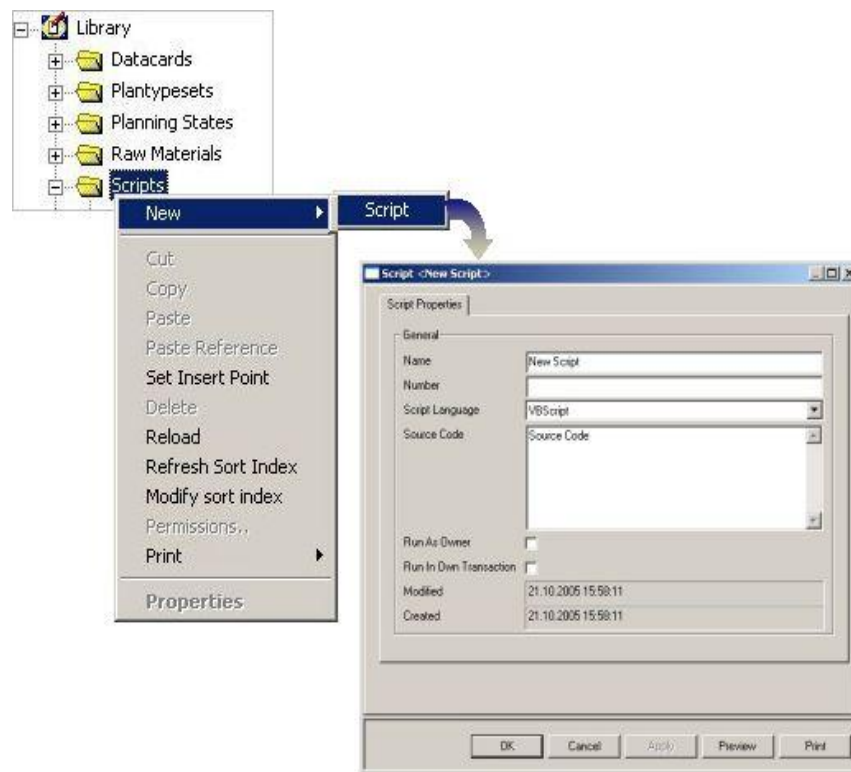 Library
Datacards
Plantypesets
Planning States
Raw Materials
Scripts
New
Script
Cut
Copy
Paste
Paste Reference
Set Insert Point
Delete
Reload
Refresh Sort Index
Modify sort index
Permissions..
Print
Properties
Script <New Script>
Script Properties
General
Name New Script
Number
Script Language VBScript
Source Code Source Code
Run As Owner
Run In Own Transaction
Modified 21.10.2005 15:58:11
Created 21.10.2005 15:58:11
OK Cancel Apply Preview Print